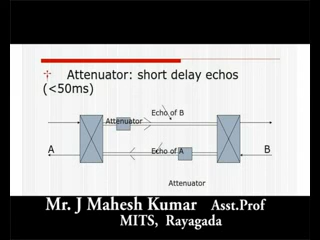 † Attenuator: short delay echos
(<50ms)
Echo of B
Attenuator
A Echo of A B
Attenuator
Mr. J Mahesh Kumar Asst.Prof
MITS, Rayagada